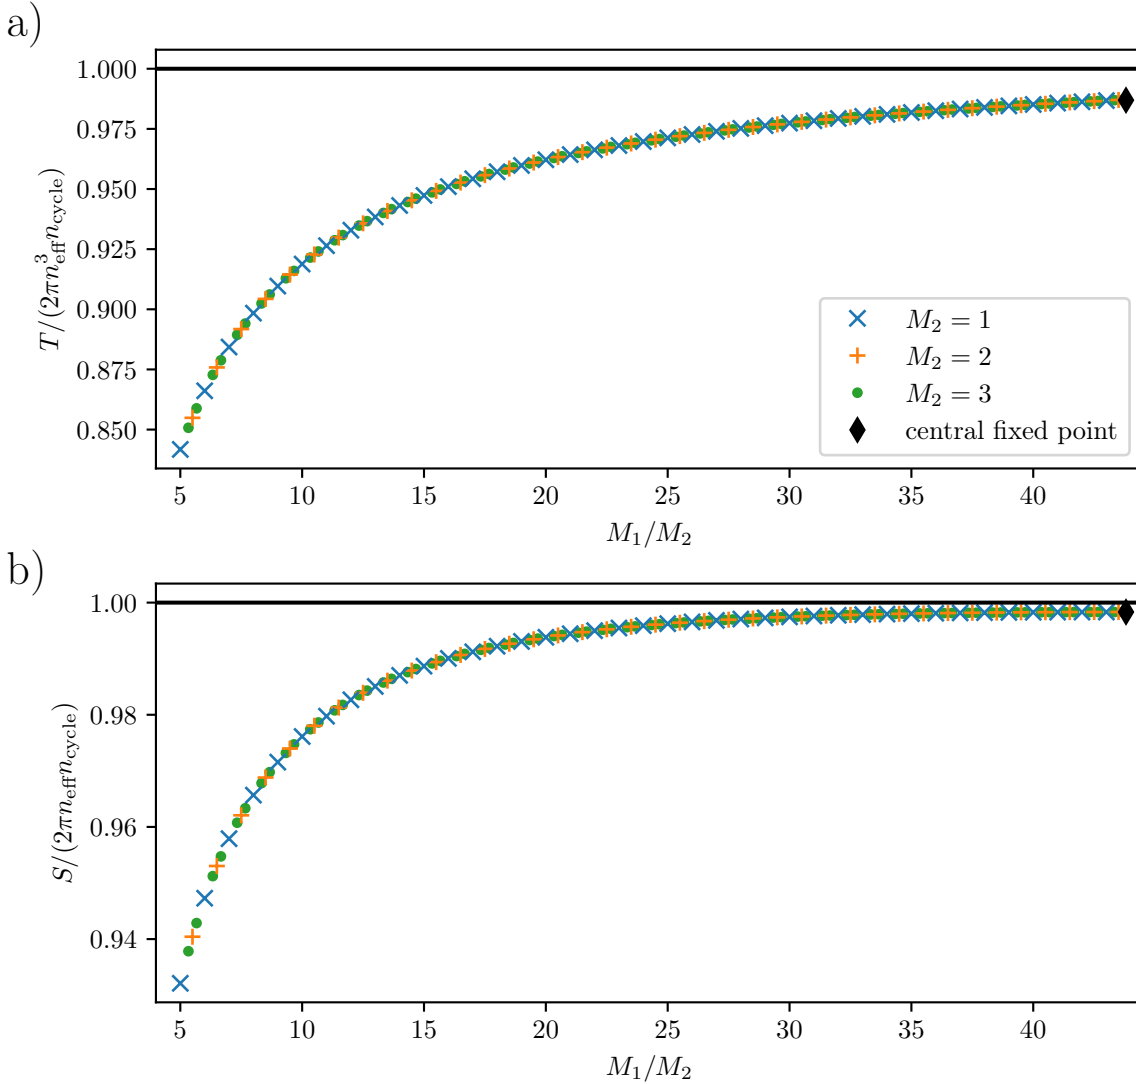 a)
1.000
0.975
0.950
0.925
0.900
0.875
0.850
T/(2πn³_eff n_cycle)
M₂ = 1
M₂ = 2
M₂ = 3
central fixed point
5 10 15 20 25 30 35 40
M₁/M₂
b)
1.00
0.98
0.96
0.94
S/(2πn_eff n_cycle)
5 10 15 20 25 30 35 40
M₁/M₂